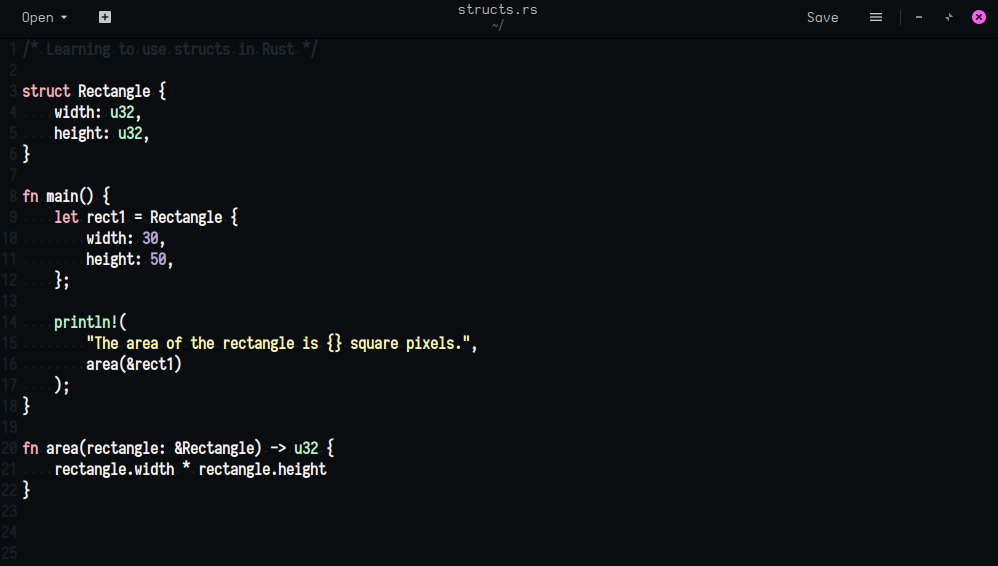 Open
structs.rs
~/
Save
1 /* Learning to use structs in Rust */
2
3 struct Rectangle {
4     width: u32,
5     height: u32,
6 }
7
8 fn main() {
9     let rect1 = Rectangle {
10         width: 30,
11         height: 50,
12     };
13
14     println!(
15         "The area of the rectangle is {} square pixels.",
16         area(&rect1)
17     );
18 }
19
20 fn area(rectangle: &Rectangle) -> u32 {
21     rectangle.width * rectangle.height
22 }
23
24
25